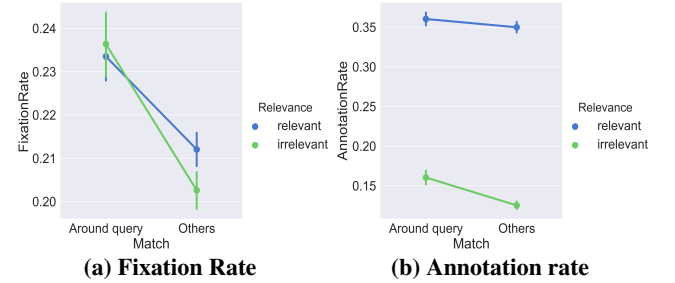 0.24
0.23
0.22
0.21
0.20
FixationRate
Around query Others
Match
Relevance
relevant
irrelevant
(a) Fixation Rate
0.35
0.30
0.25
0.20
0.15
AnnotationRate
Around query Others
Match
Relevance
relevant
irrelevant
(b) Annotation rate